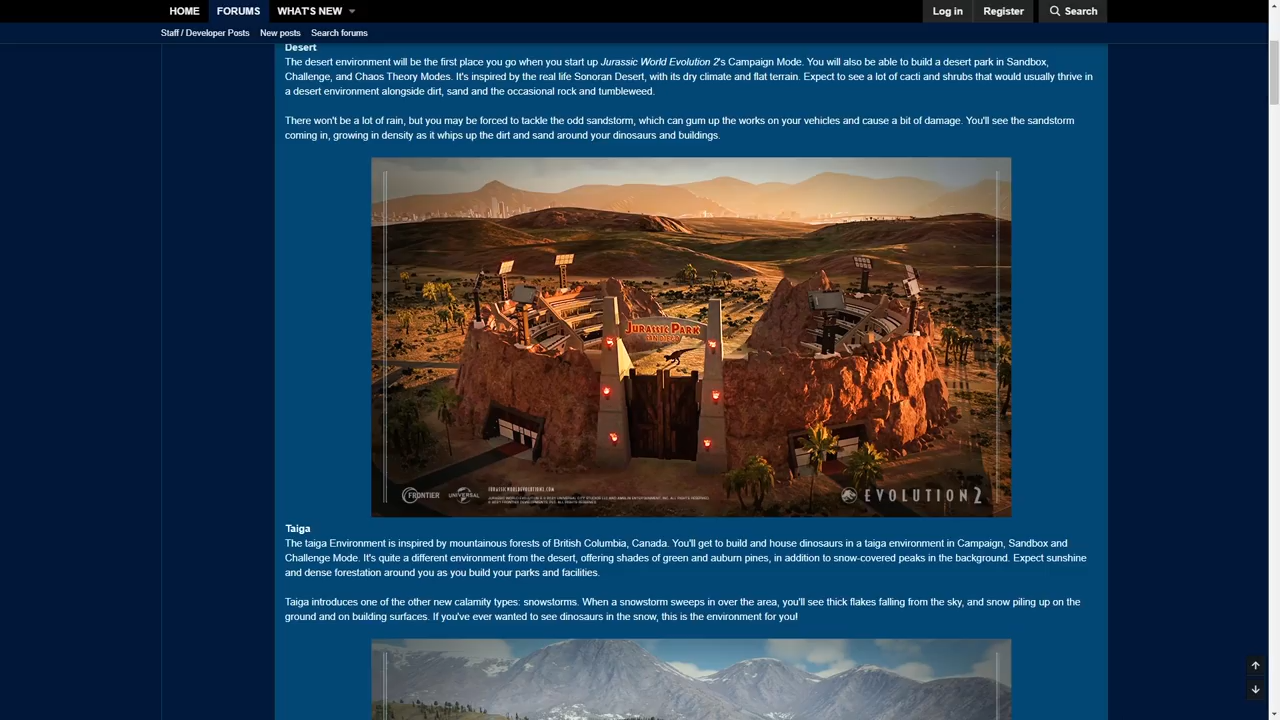 HOME
FORUMS
WHAT'S NEW
Log in
Register
Search
Staff / Developer Posts
New posts
Search forums
Desert
The desert environment will be the first place you go when you start up Jurassic World Evolution 2's Campaign Mode. You will also be able to build a desert park in Sandbox,
Challenge, and Chaos Theory Modes. It's inspired by the real life Sonoran Desert, with its dry climate and flat terrain. Expect to see a lot of cacti and shrubs that would usually thrive in
a desert environment alongside dirt, sand and the occasional rock and tumbleweed.
There won't be a lot of rain, but you may be forced to tackle the odd sandstorm, which can gum up the works on your vehicles and cause a bit of damage. You'll see the sandstorm
coming in, growing in density as it whips up the dirt and sand around your dinosaurs and buildings.
JURASSIC PARK
SAN DIEGO
FRONTIER
UNIVERSAL
JURASSICWORLDEVOLUTION2.COM
EVOLUTION 2
Taiga
The taiga Environment is inspired by mountainous forests of British Columbia, Canada. You'll get to build and house dinosaurs in a taiga environment in Campaign, Sandbox and
Challenge Mode. It's quite a different environment from the desert, offering shades of green and auburn pines, in addition to snow-covered peaks in the background. Expect sunshine
and dense forestation around you as you build your parks and facilities.
Taiga introduces one of the other new calamity types: snowstorms. When a snowstorm sweeps in over the area, you'll see thick flakes falling from the sky, and snow piling up on the
ground and on building surfaces. If you've ever wanted to see dinosaurs in the snow, this is the environment for you!